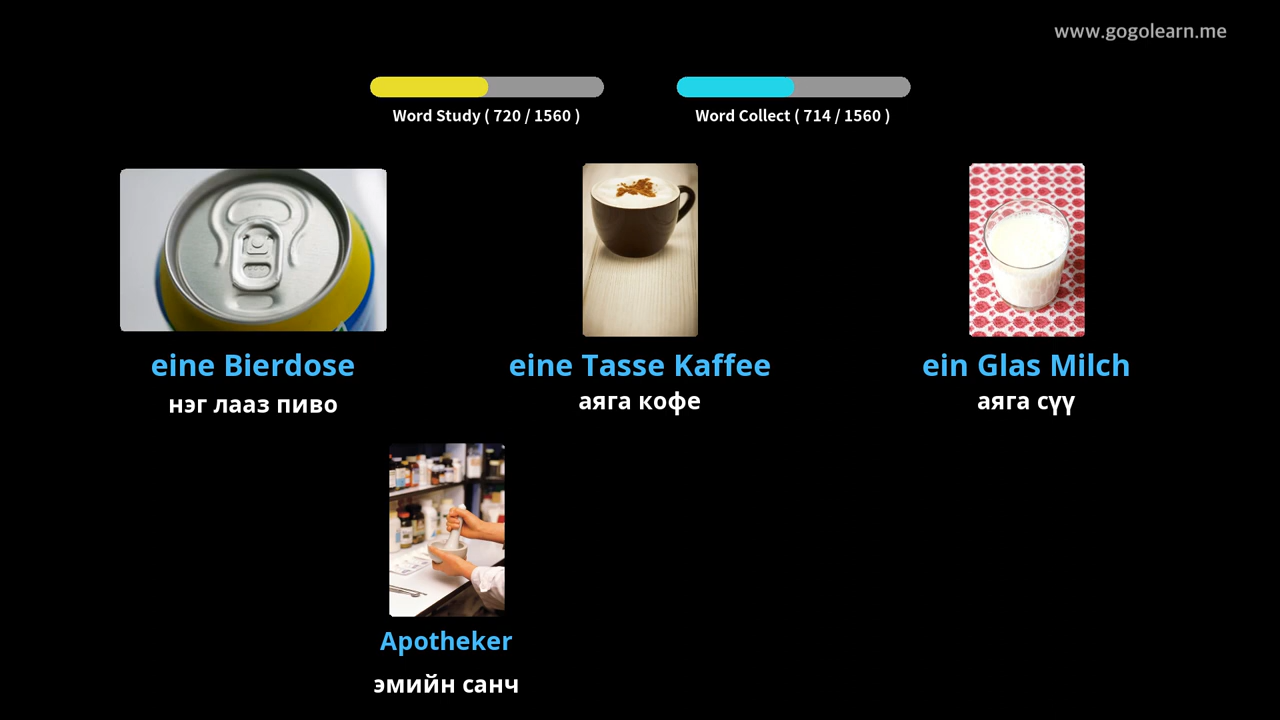 www.gogolearn.me
Word Study ( 720 / 1560 )
Word Collect ( 714 / 1560 )
eine Bierdose
eine Tasse Kaffee
ein Glas Milch
нэг лааз пиво
аяга кофе
аяга сүү
Apotheker
эмийн санч